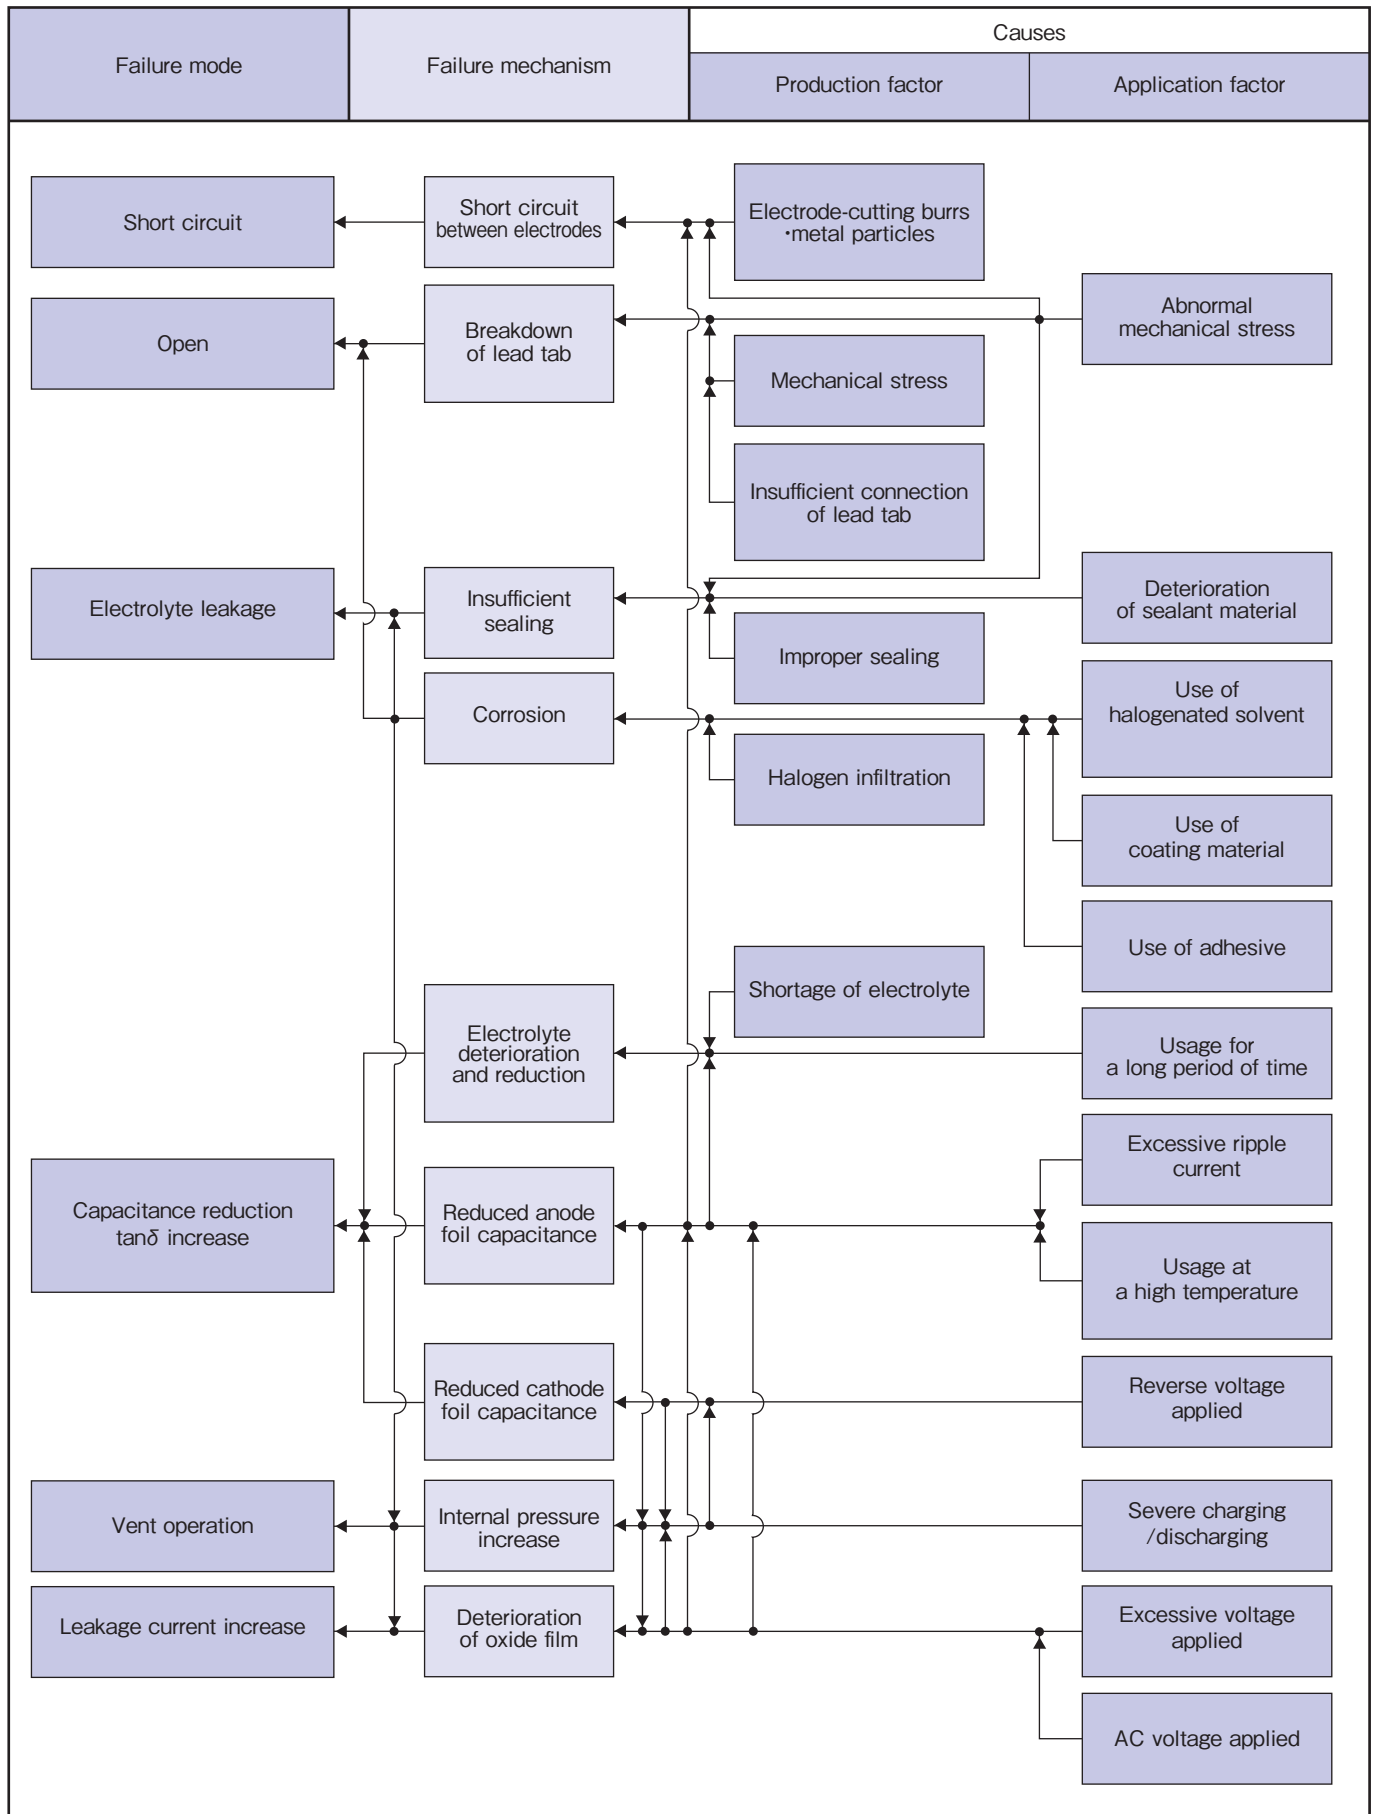 Failure mode
Failure mechanism
Causes
Production factor
Application factor
Short circuit
Short circuit
between electrodes
Electrode-cutting burrs
・metal particles
Abnormal
mechanical stress
Open
Breakdown
of lead tab
Mechanical stress
Insufficient connection
of lead tab
Electrolyte leakage
Insufficient
sealing
Deterioration
of sealant material
Improper sealing
Corrosion
Use of
halogenated solvent
Halogen infiltration
Use of
coating material
Use of adhesive
Shortage of electrolyte
Electrolyte
deterioration
and reduction
Usage for
a long period of time
Excessive ripple
current
Capacitance reduction
tanδ increase
Reduced anode
foil capacitance
Usage at
a high temperature
Reduced cathode
foil capacitance
Reverse voltage
applied
Vent operation
Internal pressure
increase
Severe charging
/discharging
Leakage current increase
Deterioration
of oxide film
Excessive voltage
applied
AC voltage applied